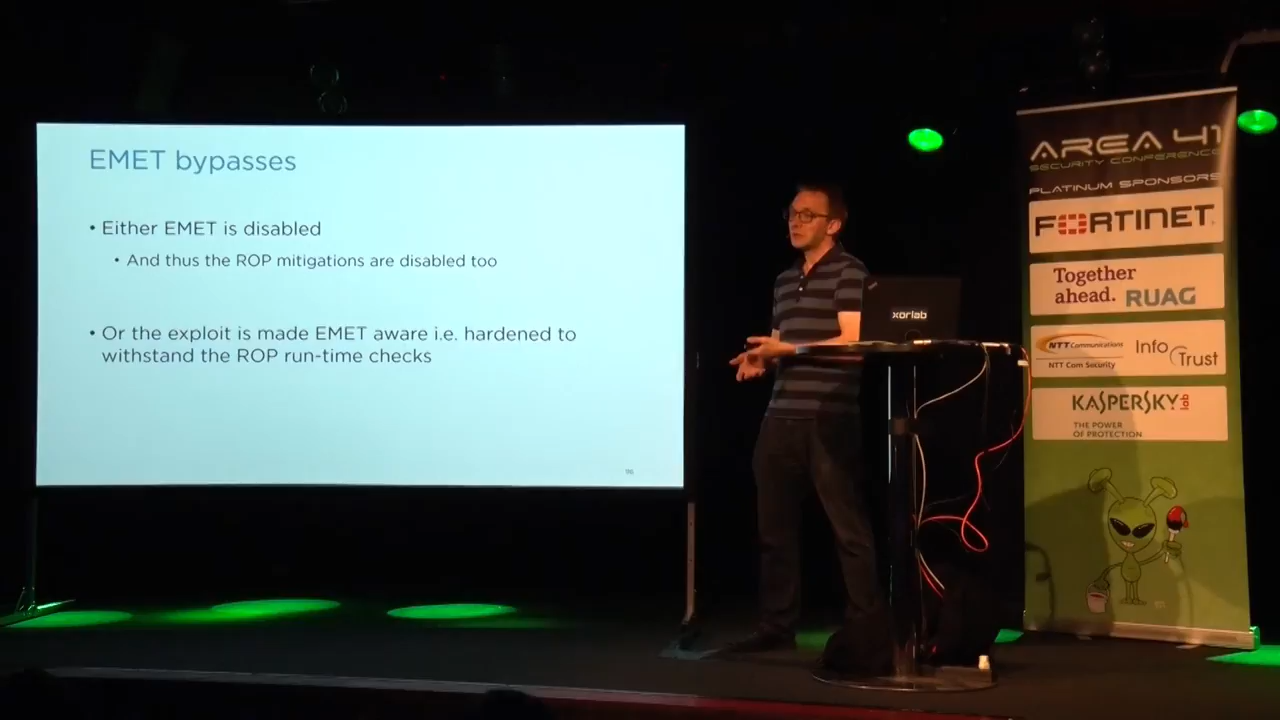 EMET bypasses
• Either EMET is disabled
• And thus the ROP mitigations are disabled too
• Or the exploit is made EMET aware i.e. hardened to
withstand the ROP run-time checks
xorlab
AREA 41
SECURITY CONFERENCE
PLATINUM SPONSORS
FORTINET
Together
ahead. RUAG
NTT Communications
NTT Com Security
Info
Trust
KASPERSKY lab
THE POWER
OF PROTECTION